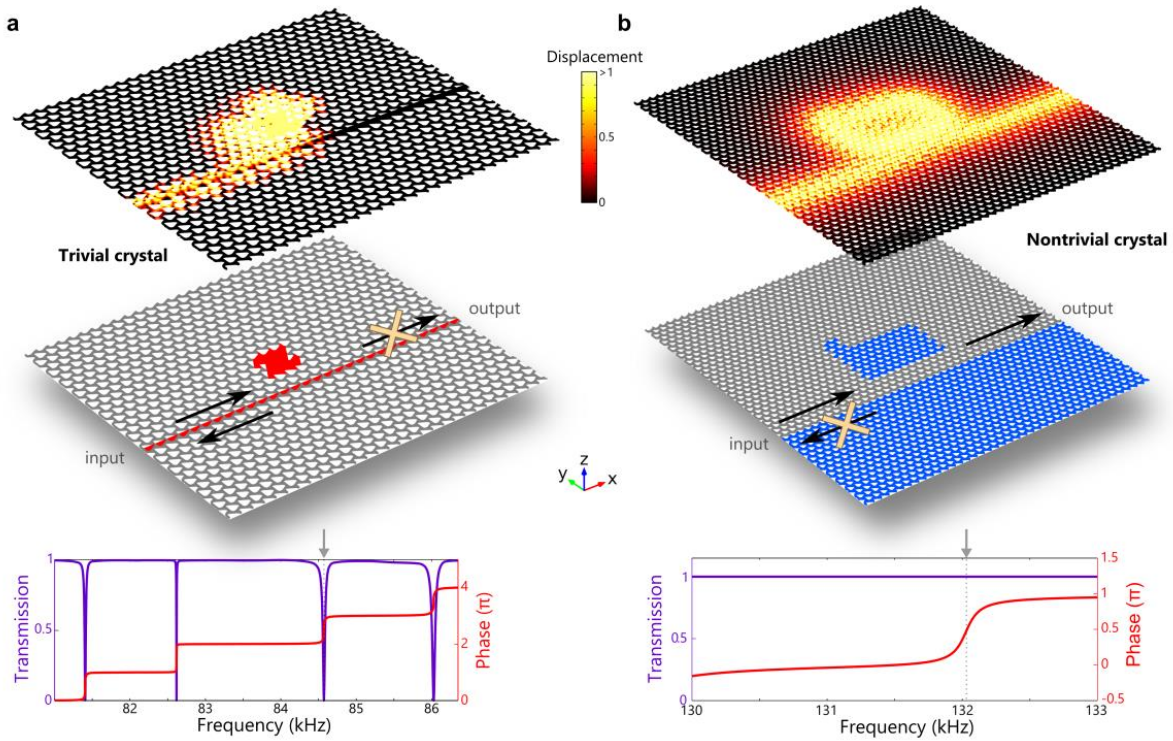 a
b
Displacement
>1
0.5
0
Trivial crystal
Nontrivial crystal
output
output
input
input
z
y
x
1
0.5
0
Transmission
4
2
0
Phase (π)
82
83
84
85
86
Frequency (kHz)
1
0.5
0
Transmission
1.5
1
0.5
0
-0.5
Phase (π)
130
131
132
133
Frequency (kHz)